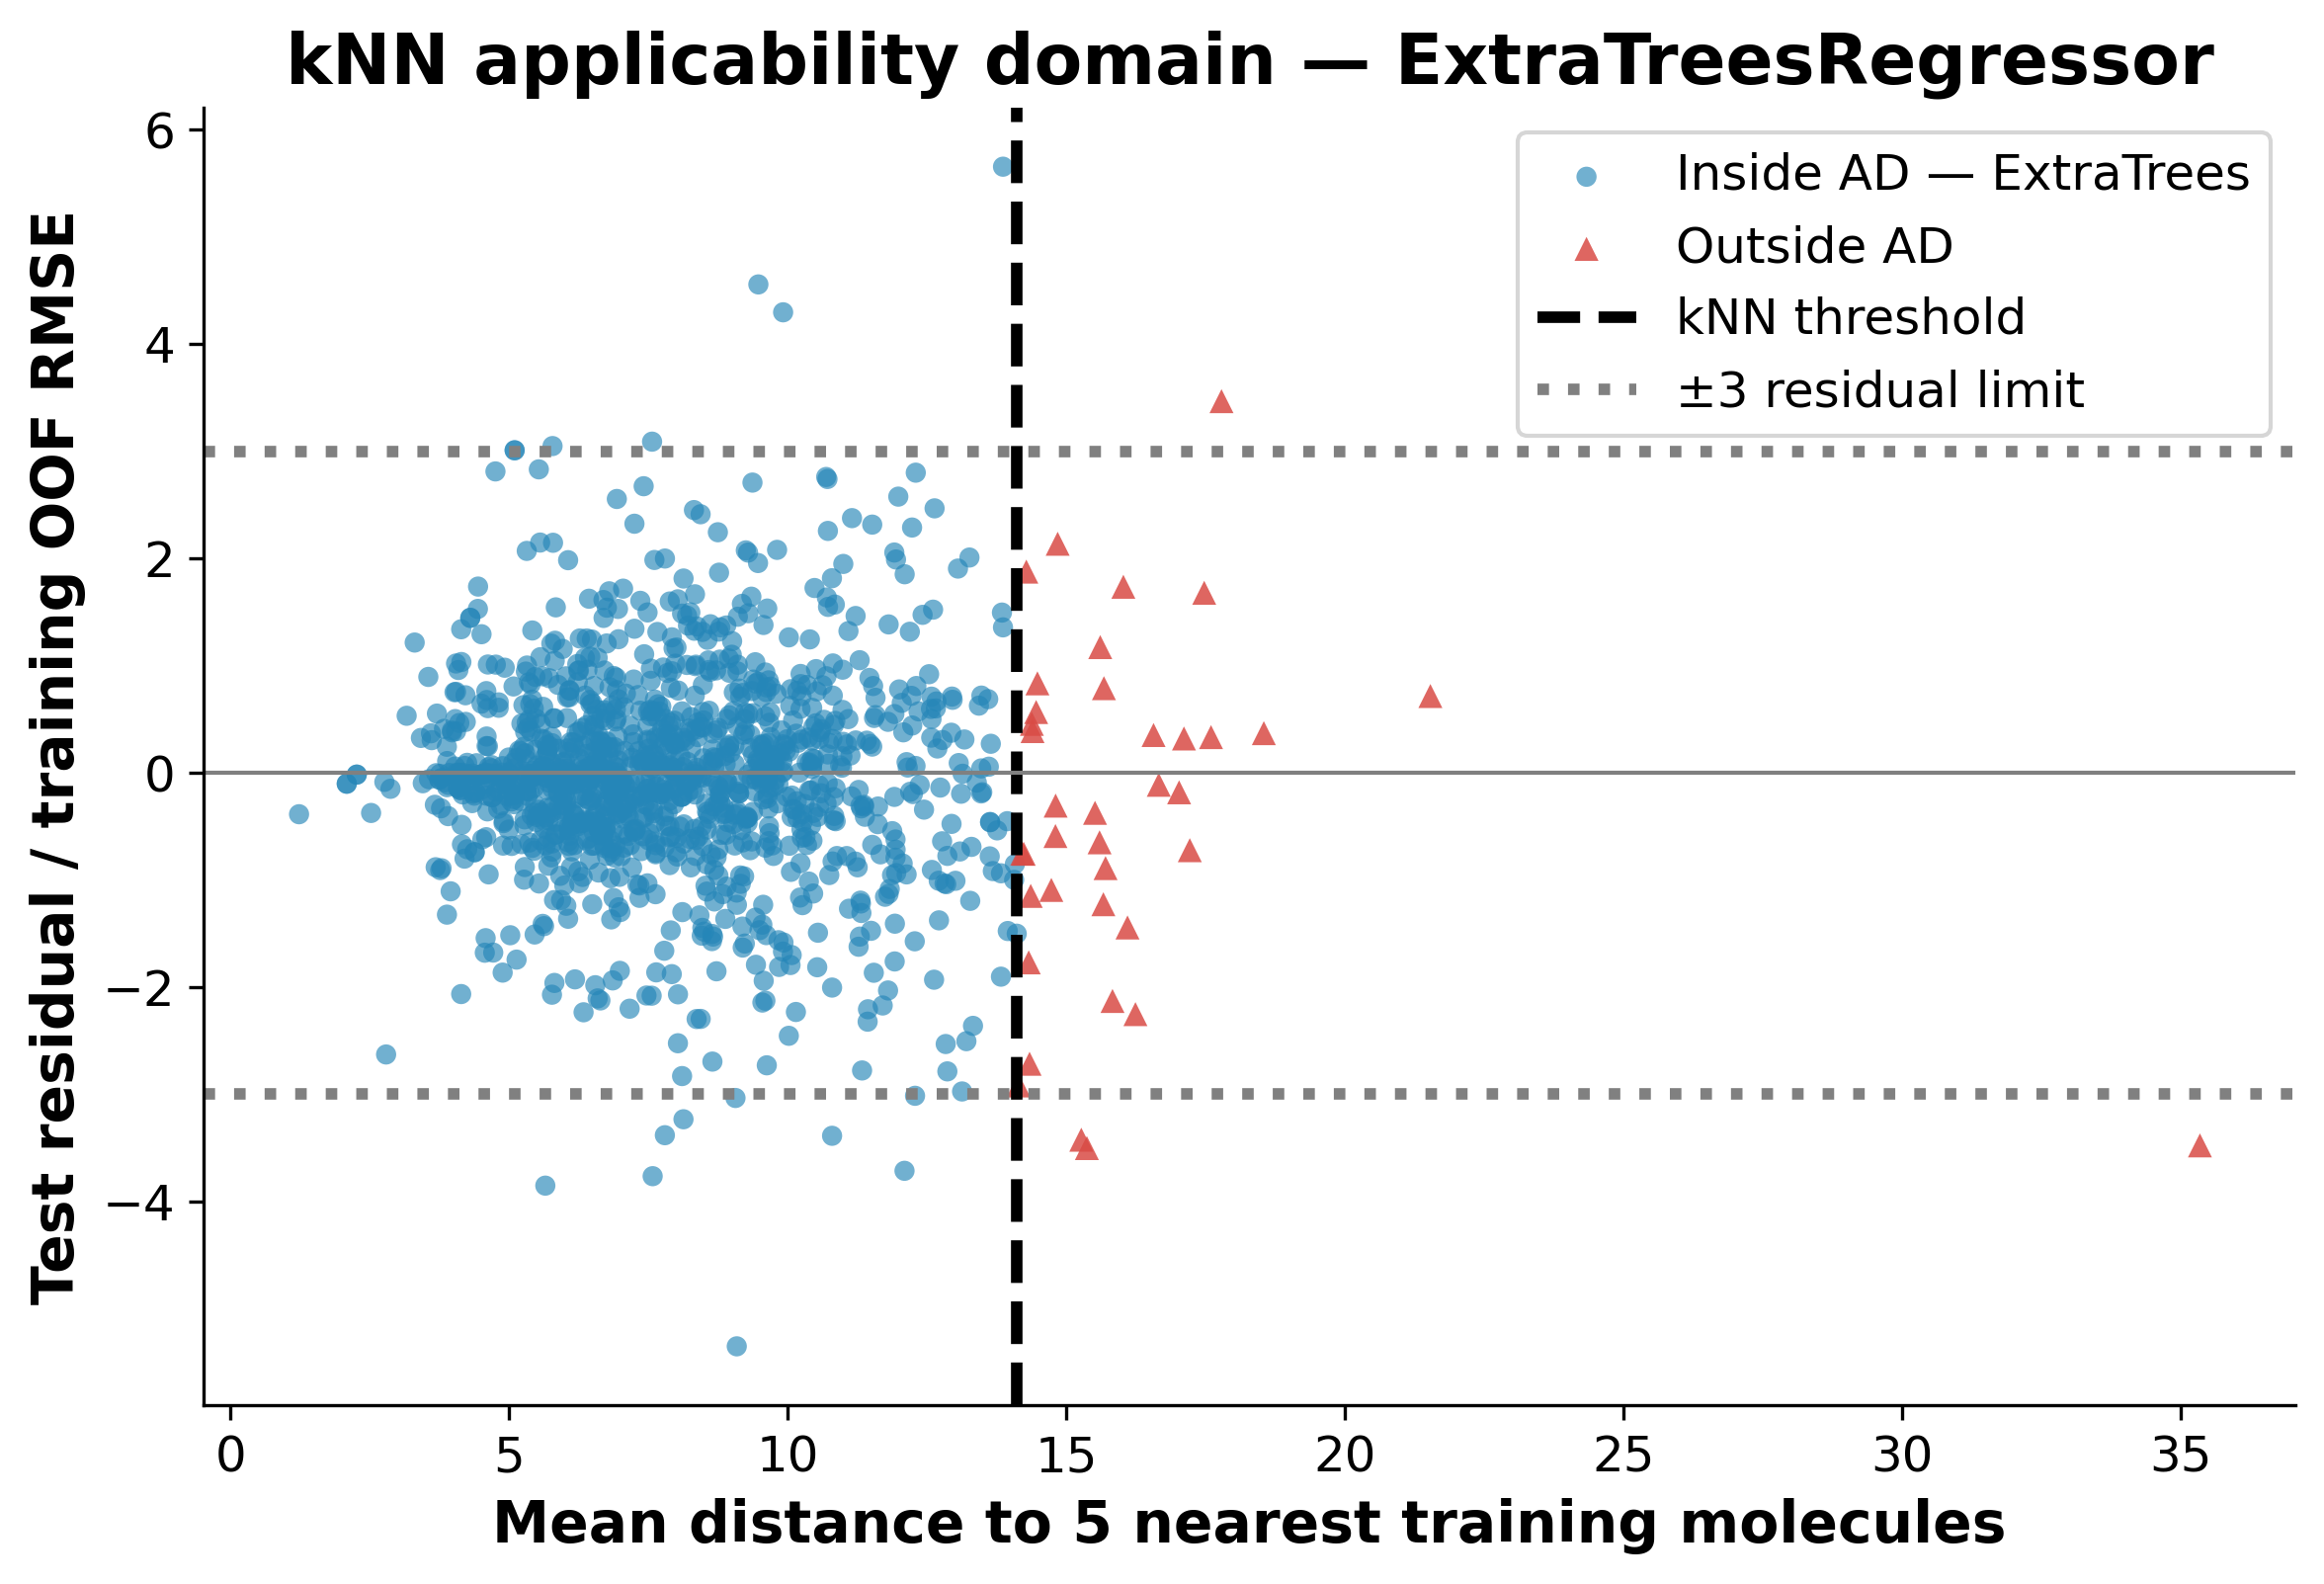 kNN applicability domain — ExtraTreesRegressor
Test residual / training OOF RMSE
6
4
2
0
−2
−4
Inside AD — ExtraTrees
Outside AD
kNN threshold
±3 residual limit
0 5 10 15 20 25 30 35
Mean distance to 5 nearest training molecules